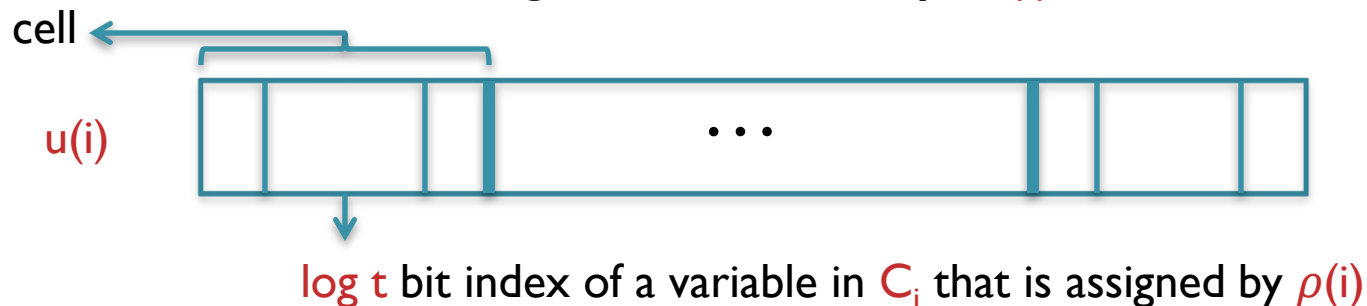 cell
u(i)
• • •
log t bit index of a variable in Cᵢ that is assigned by ρ(i)